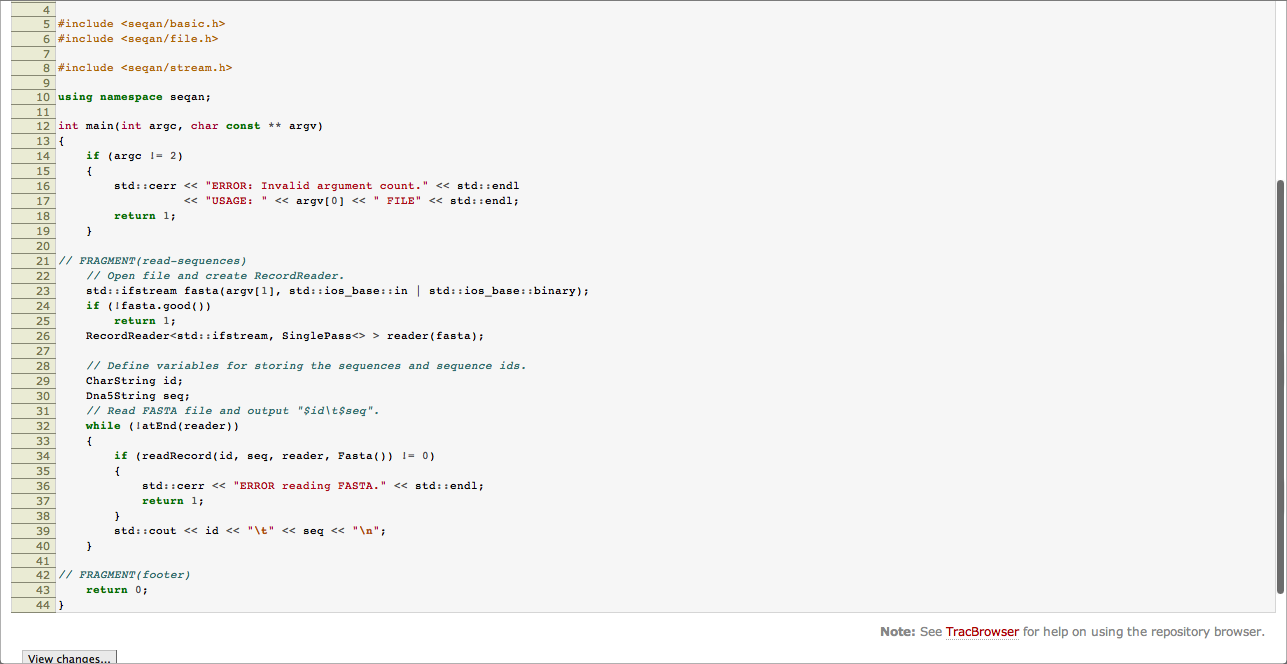 4
5 #include <seqan/basic.h>
6 #include <seqan/file.h>
7
8 #include <seqan/stream.h>
9
10 using namespace seqan;
11
12 int main(int argc, char const ** argv)
13 {
14     if (argc != 2)
15     {
16         std::cerr << "ERROR: Invalid argument count." << std::endl
17                   << "USAGE: " << argv[0] << " FILE" << std::endl;
18         return 1;
19     }
20
21 // FRAGMENT(read-sequences)
22     // Open file and create RecordReader.
23     std::ifstream fasta(argv[1], std::ios_base::in | std::ios_base::binary);
24     if (!fasta.good())
25         return 1;
26     RecordReader<std::ifstream, SinglePass<> > reader(fasta);
27
28     // Define variables for storing the sequences and sequence ids.
29     CharString id;
30     Dna5String seq;
31     // Read FASTA file and output "$id\t$seq".
32     while (!atEnd(reader))
33     {
34         if (readRecord(id, seq, reader, Fasta()) != 0)
35         {
36             std::cerr << "ERROR reading FASTA." << std::endl;
37             return 1;
38         }
39         std::cout << id << "\t" << seq << "\n";
40     }
41
42 // FRAGMENT(footer)
43     return 0;
44 }
Note: See TracBrowser for help on using the repository browser.
View changes...